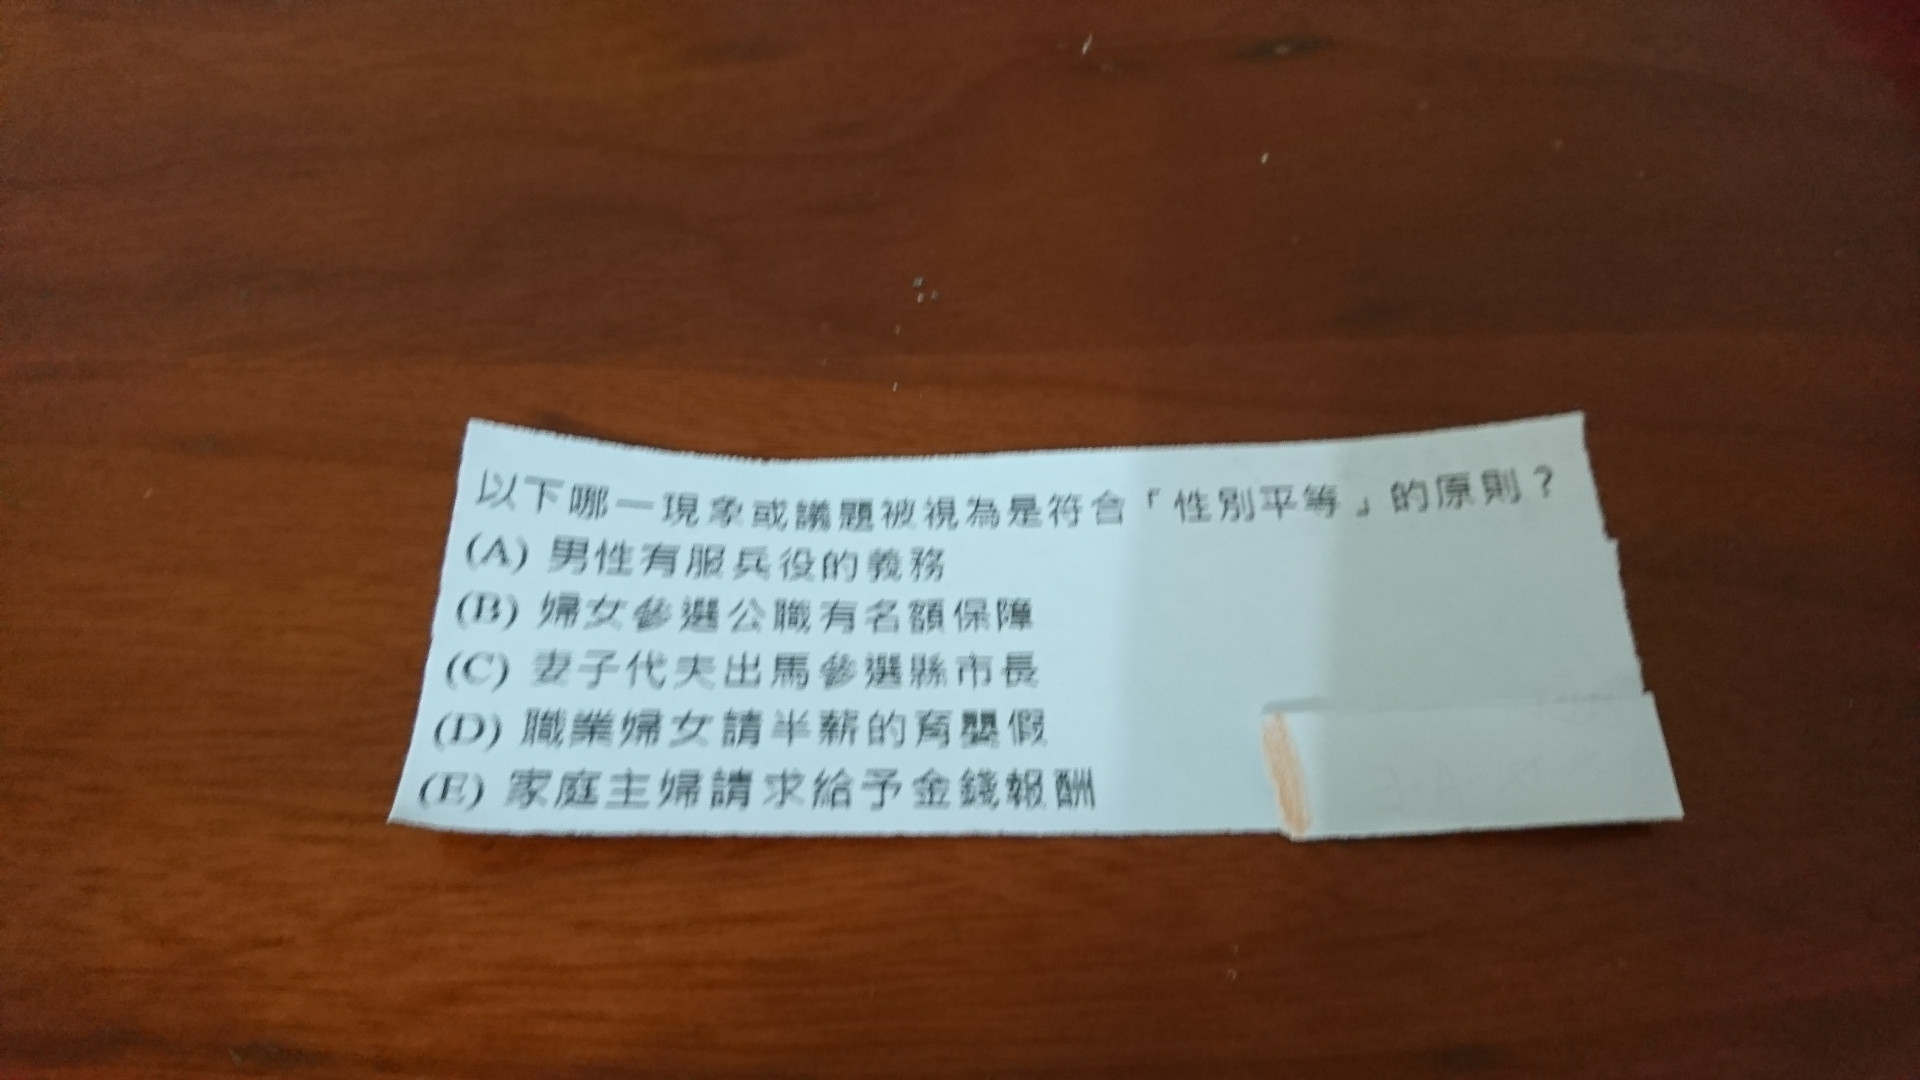 以下哪一現象或議題被視為是符合「性別平等」的原則？
(A) 男性有服兵役的義務
(B) 婦女參選公職有名額保障
(C) 妻子代夫出馬參選縣市長
(D) 職業婦女請半薪的育嬰假
(E) 家庭主婦請求給予金錢報酬